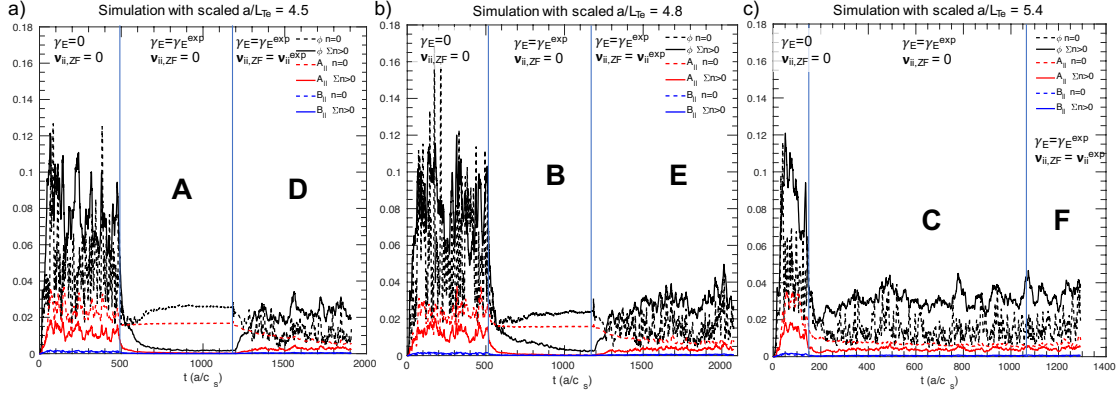 a)
Simulation with scaled a/L_Te = 4.5
0.18
0.16
0.14
0.12
0.10
0.08
0.06
0.04
0.02
0
γ_E=0
ν_ii,ZF = 0
γ_E=γ_E^exp
ν_ii,ZF = 0
γ_E=γ_E^exp
ν_ii,ZF = ν_ii^exp
ϕ n=0
ϕ Σn>0
A_|| n=0
A_|| Σn>0
B_|| n=0
B_|| Σn>0
A
D
0 500 1000 1500 2000
t (a/c_s)
b)
Simulation with scaled a/L_Te = 4.8
0.18
0.16
0.14
0.12
0.10
0.08
0.06
0.04
0.02
0
γ_E=0
ν_ii,ZF = 0
γ_E=γ_E^exp
ν_ii,ZF = 0
γ_E=γ_E^exp
ν_ii,ZF = ν_ii^exp
ϕ n=0
ϕ Σn>0
A_|| n=0
A_|| Σn>0
B_|| n=0
B_|| Σn>0
B
E
0 500 1000 1500 2000
t (a/c_s)
c)
Simulation with scaled a/L_Te = 5.4
0.18
0.16
0.14
0.12
0.10
0.08
0.06
0.04
0.02
0
γ_E=0
ν_ii,ZF = 0
γ_E=γ_E^exp
ν_ii,ZF = 0
ϕ n=0
ϕ Σn>0
A_|| n=0
A_|| Σn>0
B_|| n=0
B_|| Σn>0
γ_E=γ_E^exp
ν_ii,ZF = ν_ii^exp
C
F
0 200 400 600 800 1000 1200 1400
t (a/c_s)